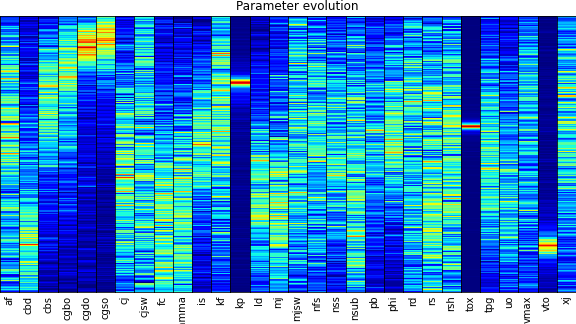 Parameter evolution
af
cbd
cbs
cgbo
cgdo
cgso
cj
cjsw
fc
is
kf
kp
ld
mj
mjsw
nfs
nss
nsub
pb
phi
rd
rs
rsh
tox
tpg
uo
vmax
vto
xj